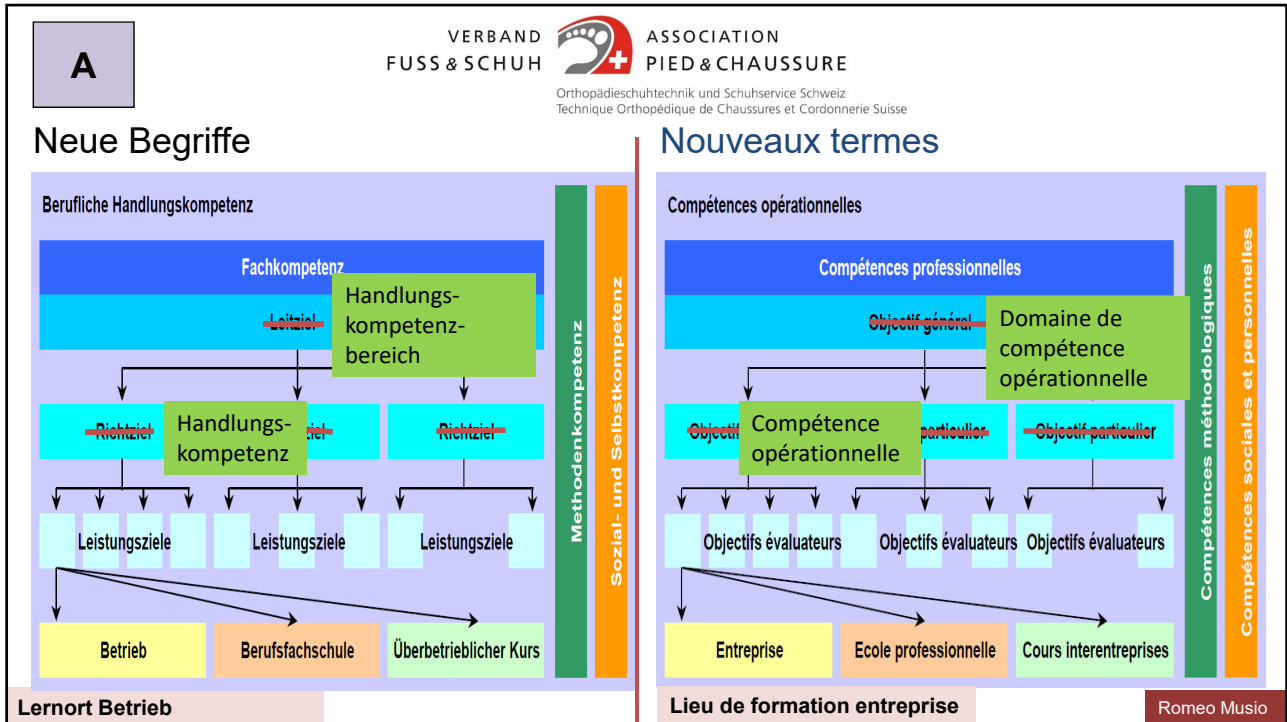 A
VERBAND
FUSS & SCHUH
ASSOCIATION
PIED & CHAUSSURE
Orthopädieschuhtechnik und Schuhservice Schweiz
Technique Orthopédique de Chaussures et Cordonnerie Suisse
Neue Begriffe
Berufliche Handlungskompetenz
Fachkompetenz
Leitziel
Handlungs-
kompetenz-
bereich
Richtziel
Handlungs-
kompetenz
ziel
Richtziel
Leistungsziele
Leistungsziele
Leistungsziele
Betrieb
Berufsfachschule
Überbetrieblicher Kurs
Methodenkompetenz
Sozial- und Selbstkompetenz
Lernort Betrieb
Nouveaux termes
Compétences opérationnelles
Compétences professionnelles
Objectif général
Domaine de
compétence
opérationnelle
Objectif
Compétence
opérationnelle
particulier
Objectif particulier
Objectifs évaluateurs
Objectifs évaluateurs
Objectifs évaluateurs
Entreprise
Ecole professionnelle
Cours interentreprises
Compétences méthodologiques
Compétences sociales et personnelles
Lieu de formation entreprise
Romeo Musio